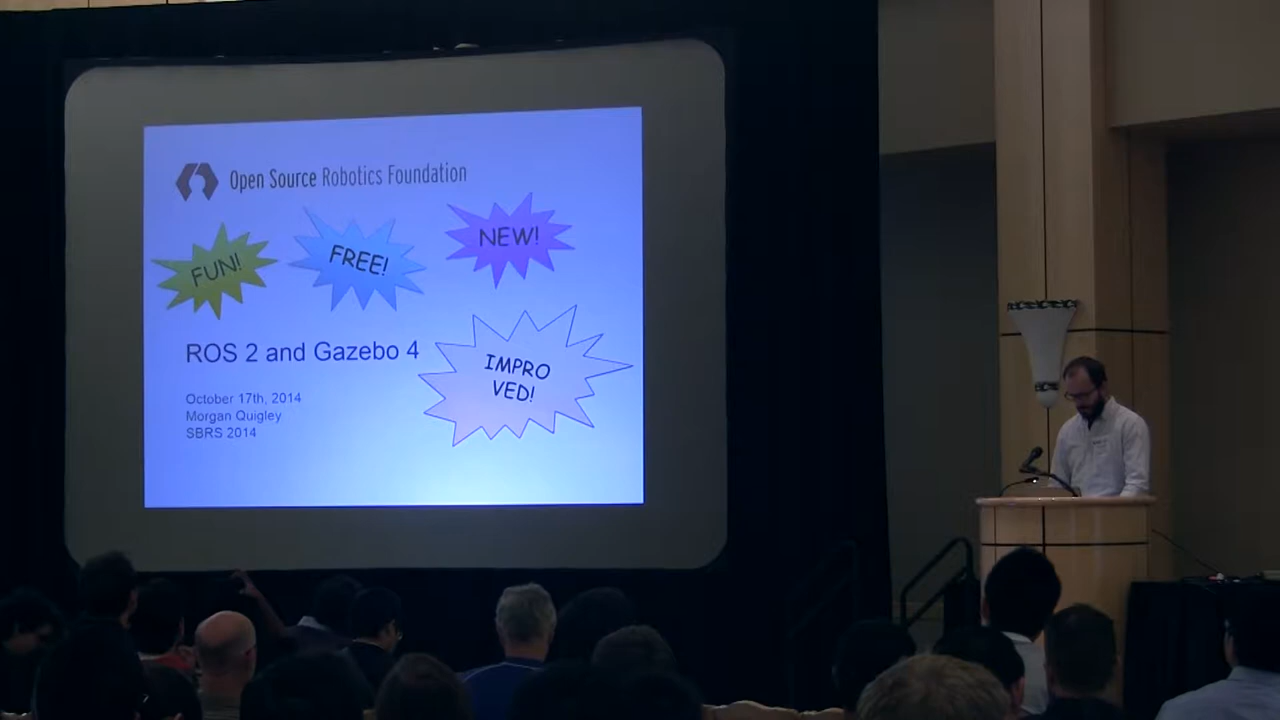 Open Source Robotics Foundation
FUN!
FREE!
NEW!
ROS 2 and Gazebo 4
IMPRO
VED!
October 17th, 2014
Morgan Quigley
SBRS 2014